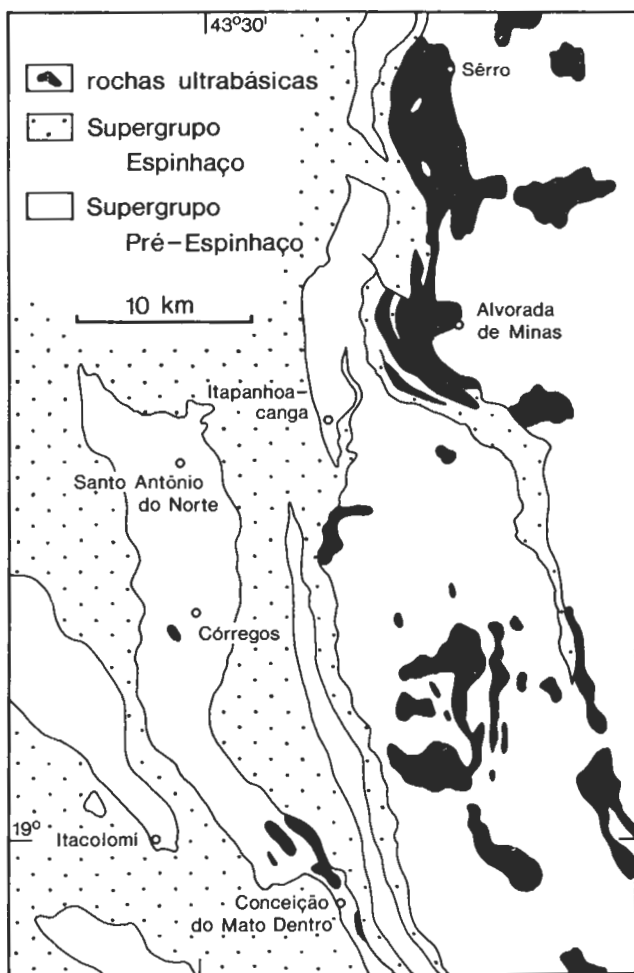 43°30'
rochas ultrabásicas
Supergrupo
Espinhaço
Supergrupo
Pré-Espinhaço
10 km
Sêrro
Alvorada
de Minas
Itapanhoa-
canga
Santo Antônio
do Norte
Córregos
19°
Itacolomi
Conceição
do Mato Dentro